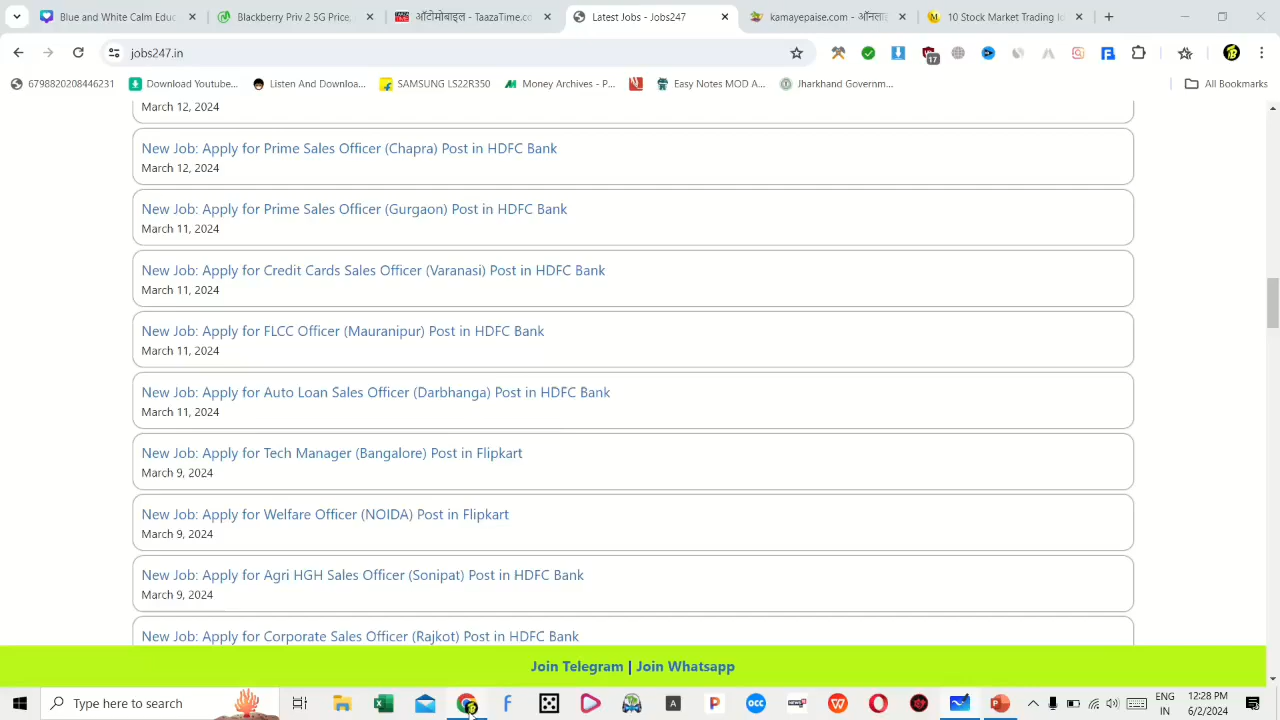 Blue and White Calm Educ
Blackberry Priv 2 5G Price,
ऑटोमोबाइल - TazzaTime.co
Latest Jobs - Jobs247
10 Stock Market Trading Id
jobs247.in
17
6798820208446231
Download Youtube...
Listen And Downloa...
SAMSUNG LS22R350
Money Archives - P...
Easy Notes MOD A...
Jharkhand Governm...
All Bookmarks
March 12, 2024
New Job: Apply for Prime Sales Officer (Chapra) Post in HDFC Bank
March 12, 2024
New Job: Apply for Prime Sales Officer (Gurgaon) Post in HDFC Bank
March 11, 2024
New Job: Apply for Credit Cards Sales Officer (Varanasi) Post in HDFC Bank
March 11, 2024
New Job: Apply for FLCC Officer (Mauranipur) Post in HDFC Bank
March 11, 2024
New Job: Apply for Auto Loan Sales Officer (Darbhanga) Post in HDFC Bank
March 11, 2024
New Job: Apply for Tech Manager (Bangalore) Post in Flipkart
March 9, 2024
New Job: Apply for Welfare Officer (NOIDA) Post in Flipkart
March 9, 2024
New Job: Apply for Agri HGH Sales Officer (Sonipat) Post in HDFC Bank
March 9, 2024
New Job: Apply for Corporate Sales Officer (Rajkot) Post in HDFC Bank
Join Telegram | Join Whatsapp
Type here to search
ENG
IN
12:28 PM
6/2/2024